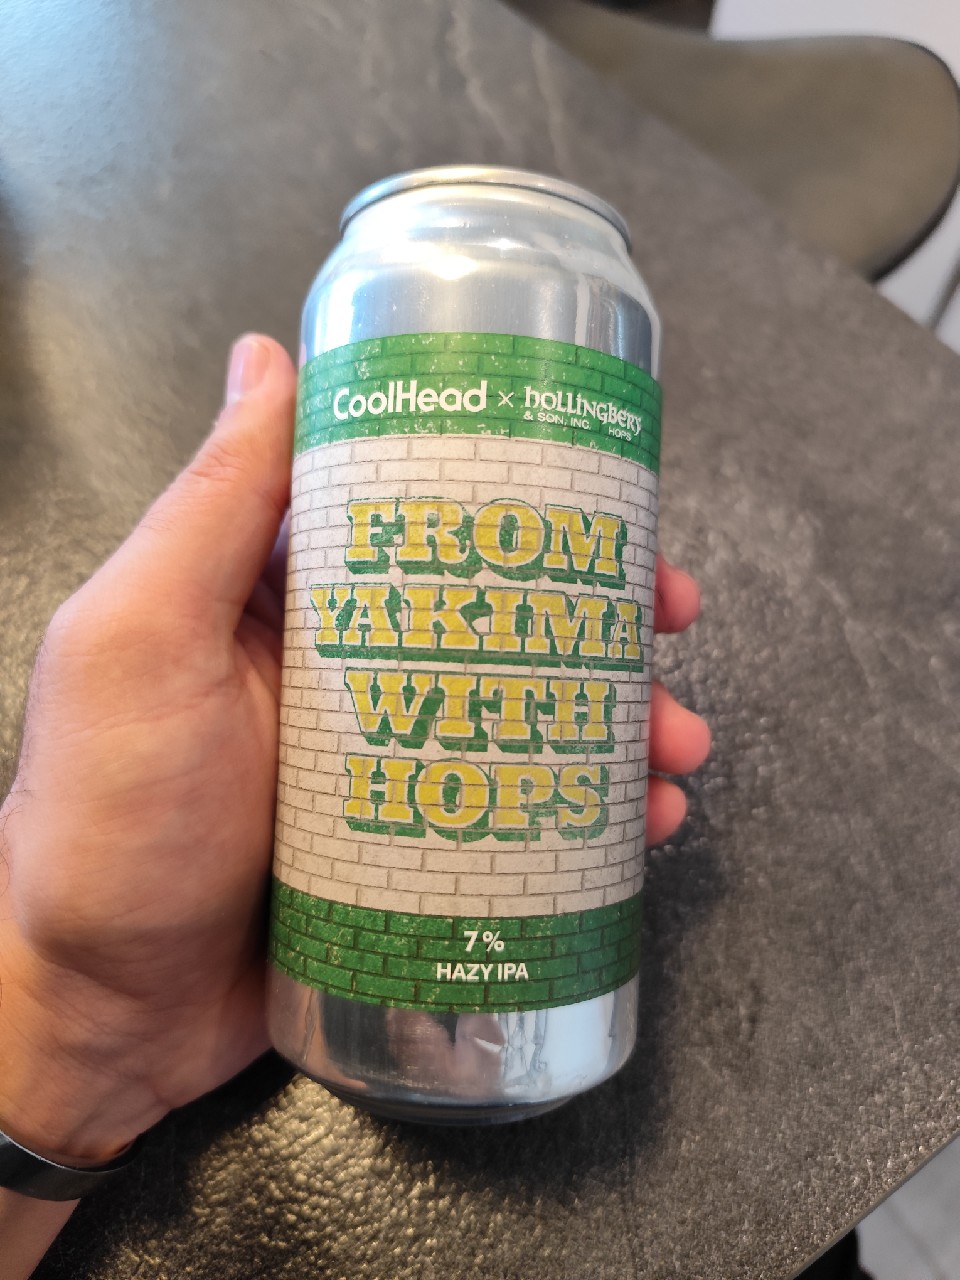 CoolHead × hollingbery
& SON, INC. HOPS
FROM
YAKIMA
WITH
HOPS
7%
HAZY IPA